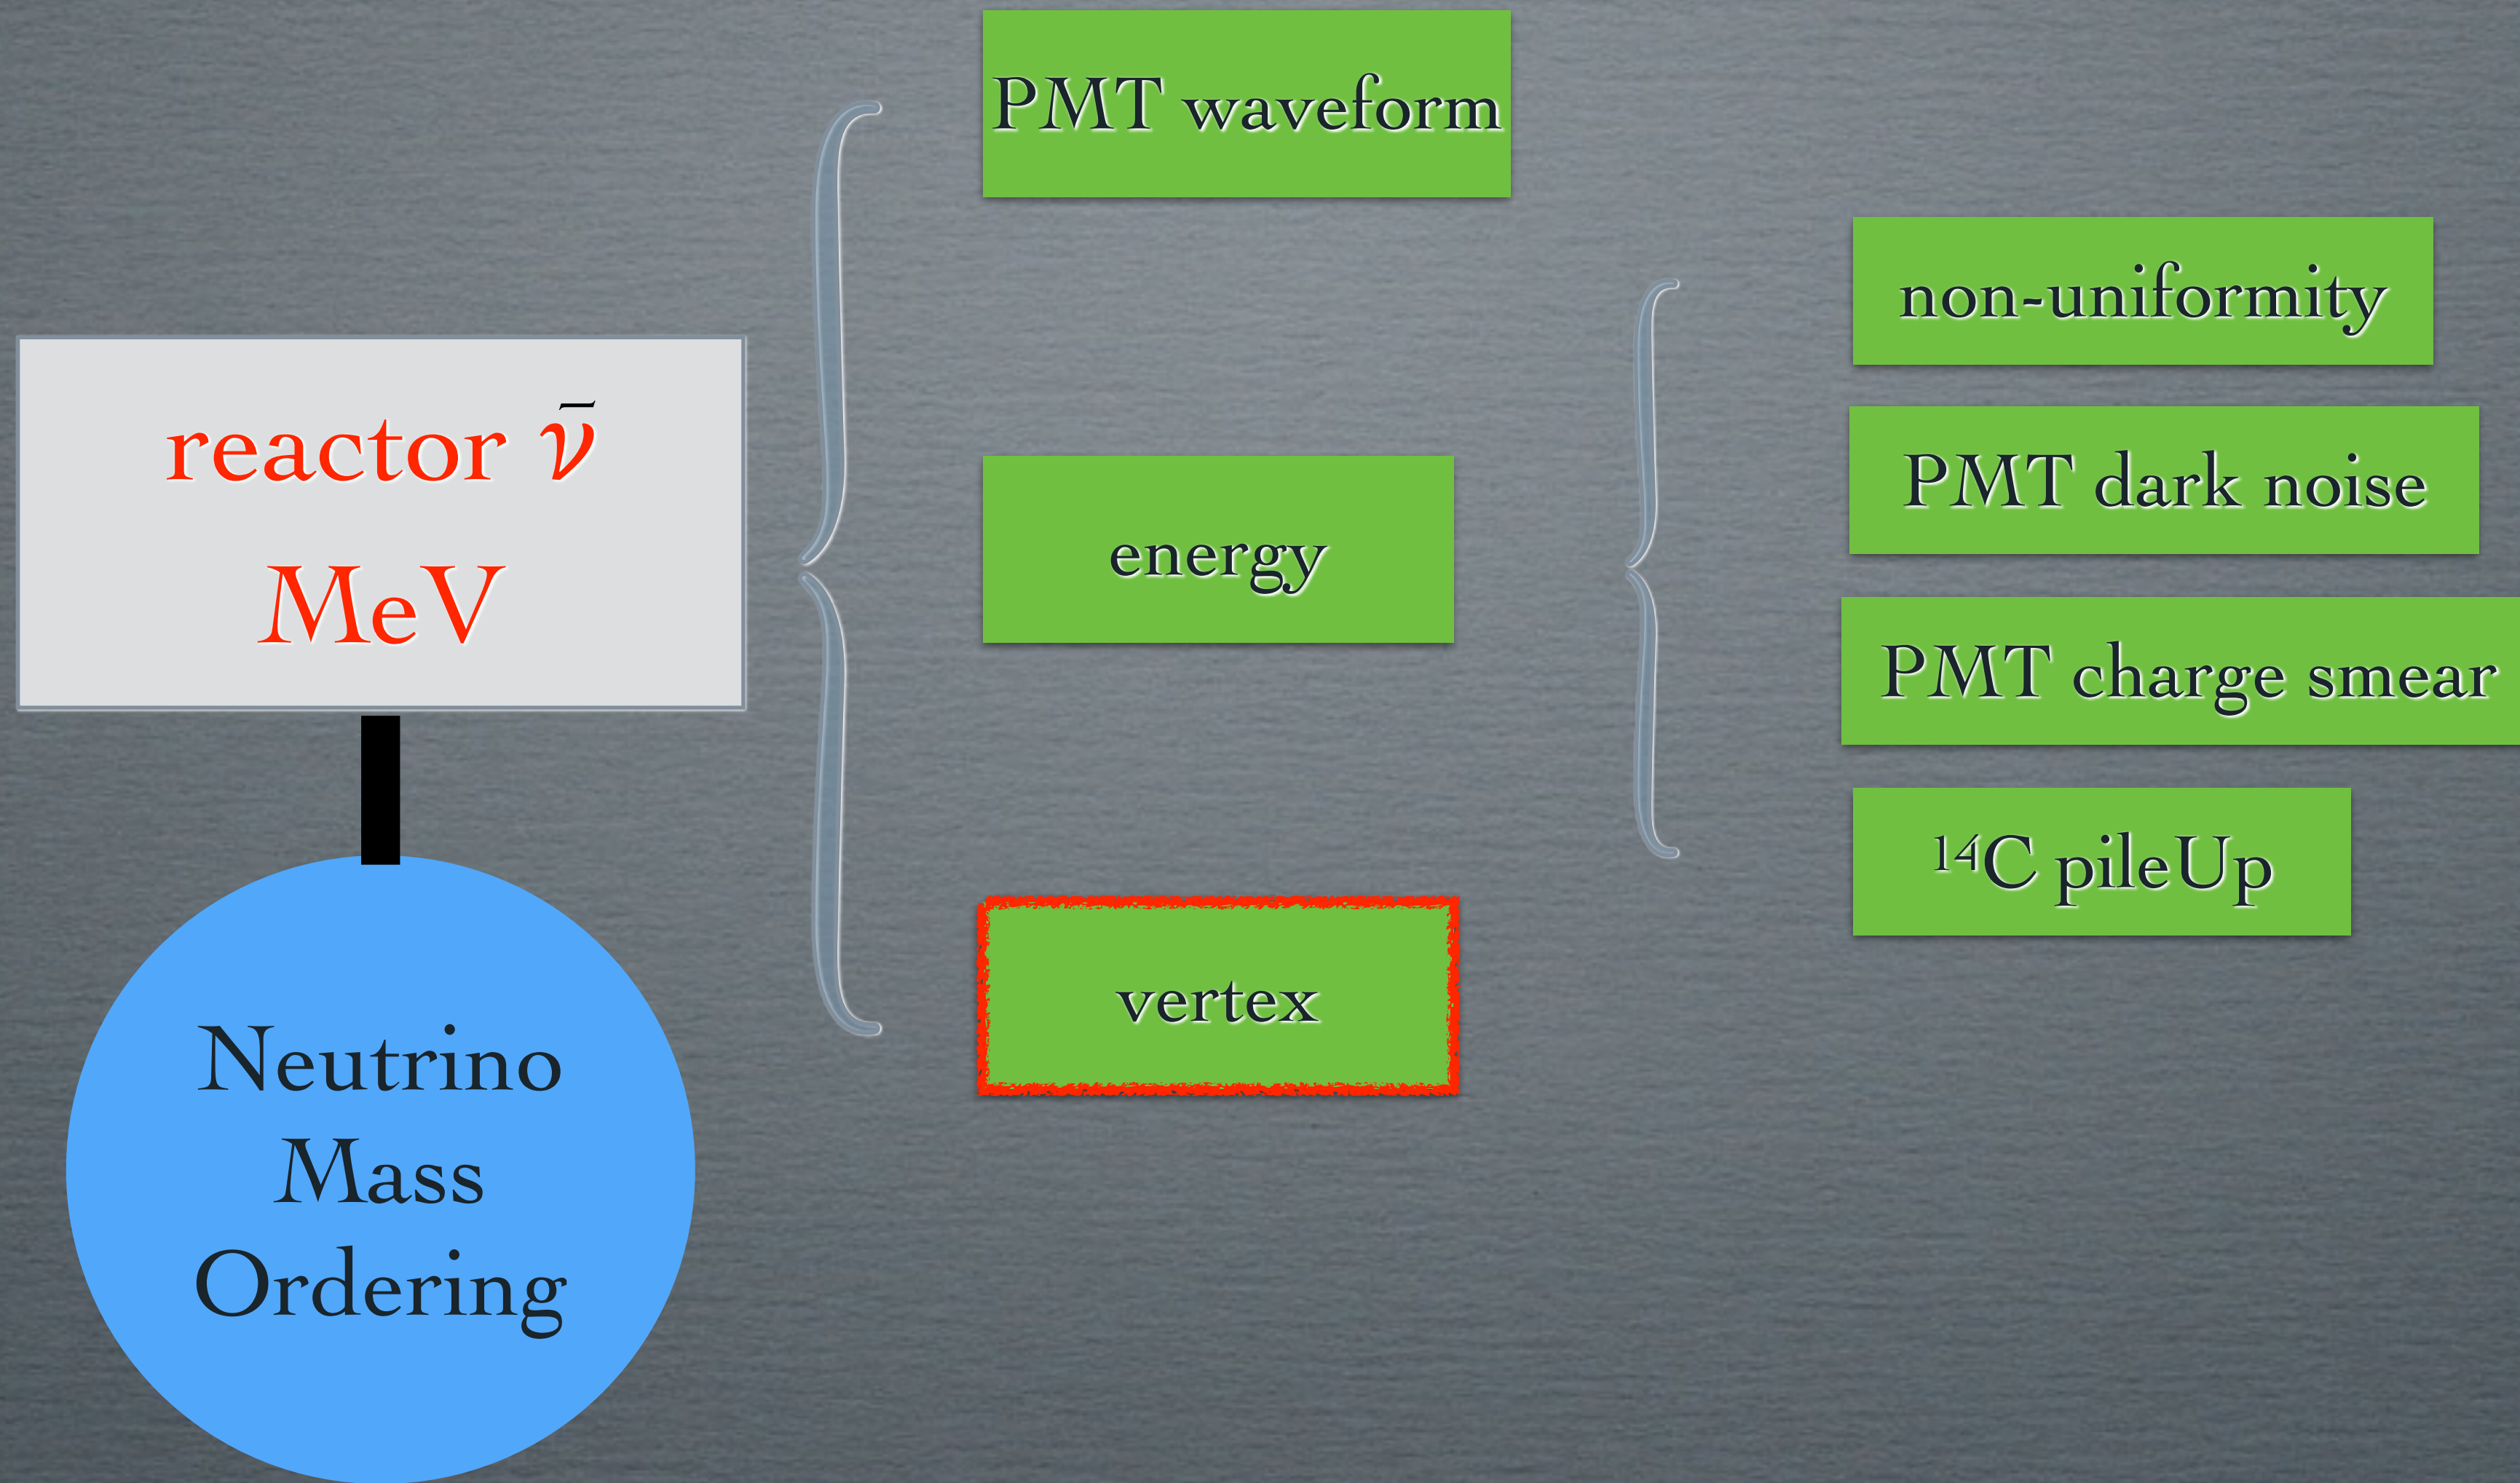 PMT waveform
non-uniformity
reactor ν̄
MeV
PMT dark noise
energy
PMT charge smear
¹⁴C pileUp
vertex
Neutrino
Mass
Ordering